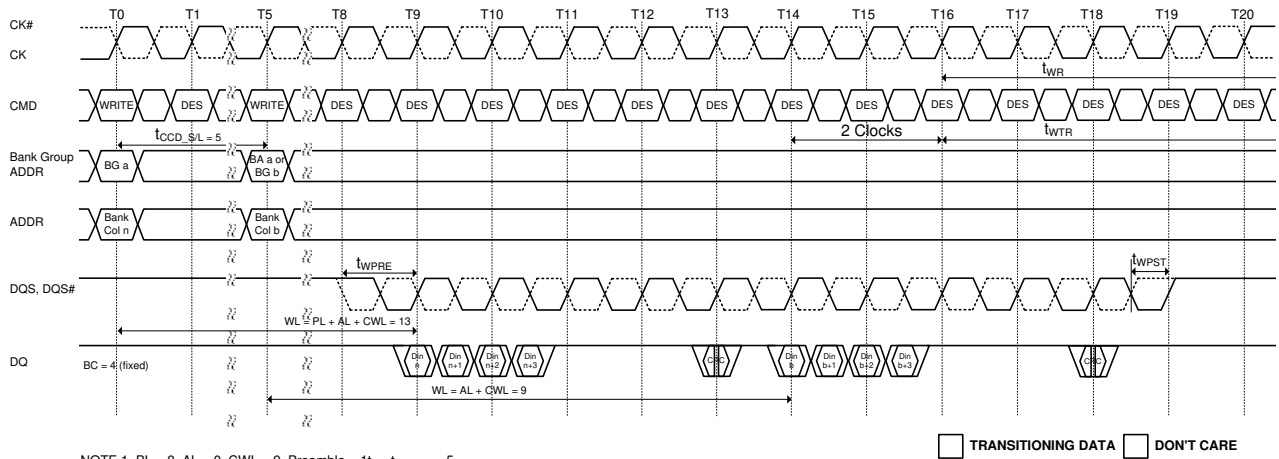 T0 T1 T5 T8 T9 T10 T11 T12 T13 T14 T15 T16 T17 T18 T19 T20
CK#
CK
tWR
CMD WRITE DES WRITE DES DES DES DES DES DES DES DES DES DES DES DES DES
tCCD_S/L = 5
2 Clocks
tWTR
Bank Group
ADDR
BG a
BA a or
BG b
ADDR
Bank
Col n
Bank
Col b
tWPRE
tWPST
DQS, DQS#
WL = PL + AL + CWL = 13
DQ
BC = 4 (fixed)
Din
n
Din
n+1
Din
n+2
Din
n+3
CRC
Din
b
Din
b+1
Din
b+2
Din
b+3
CRC
WL = AL + CWL = 9
TRANSITIONING DATA
DON'T CARE